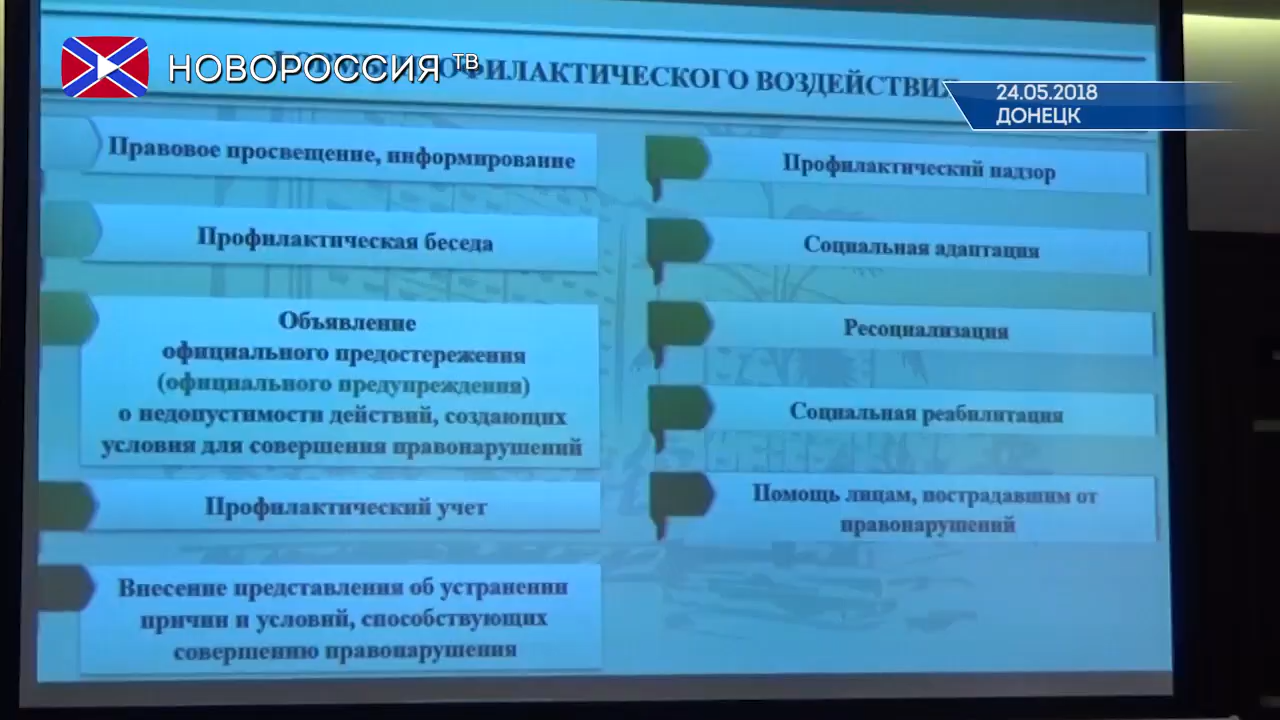 НОВОРОССИЯ ТВ
ПРОФИЛАКТИЧЕСКОГО ВОЗДЕЙСТВИЯ
24.05.2018
ДОНЕЦК
Правовое просвещение, информирование
Профилактическая беседа
Объявление
официального предостережения
(официального предупреждения)
о недопустимости действий, создающих
условия для совершения правонарушений
Профилактический учет
Внесение представления об устранении
причин и условий, способствующих
совершению правонарушения
Профилактический надзор
Социальная адаптация
Ресоциализация
Социальная реабилитация
Помощь лицам, пострадавшим от
правонарушений